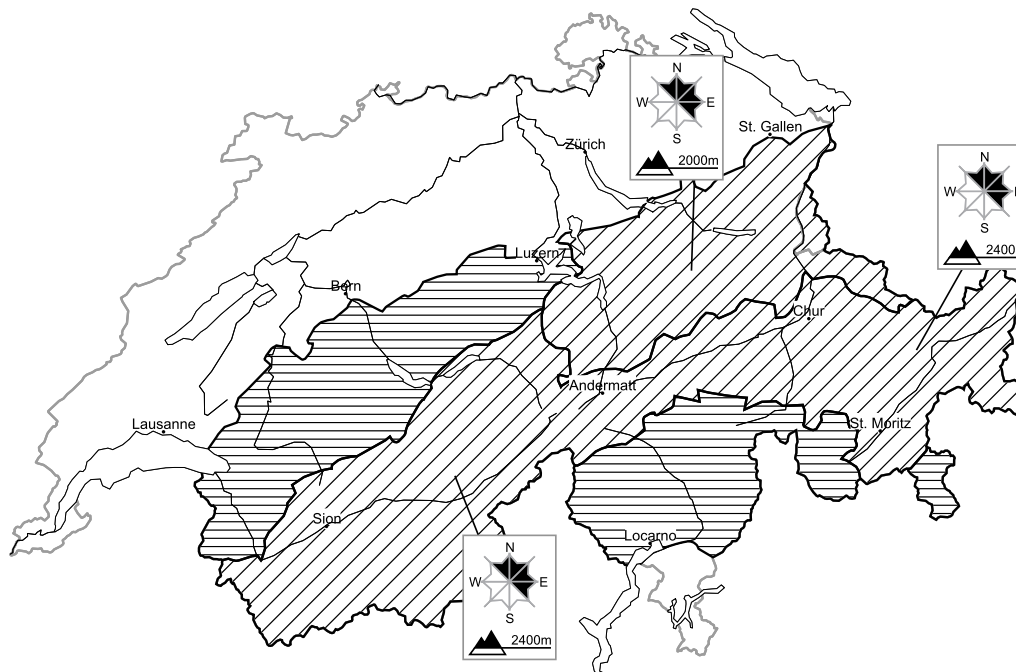 N
W E
S
2000m
St. Gallen
Zürich
N
W
S
2400
Luzern
Bern
Chur
Andermatt
Lausanne
St. Moritz
Sion
Locarno
N
W E
S
2400m